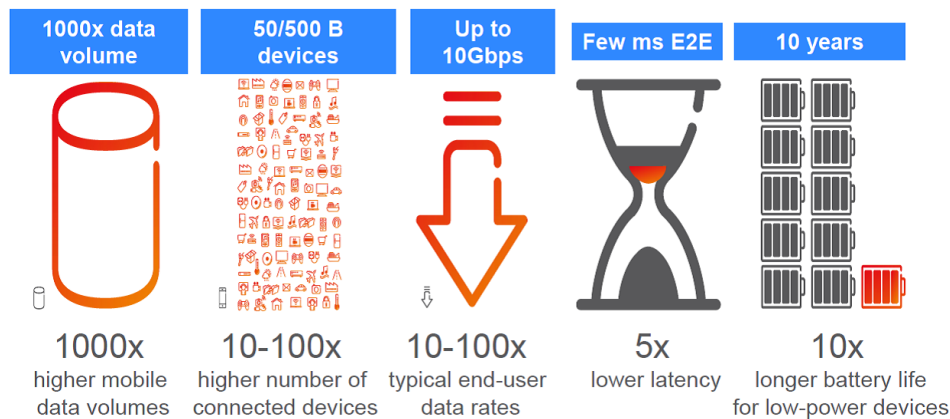 1000x data
volume
50/500 B
devices
Up to
10Gbps
Few ms E2E
10 years
1000x
higher mobile
data volumes
10-100x
higher number of
connected devices
10-100x
typical end-user
data rates
5x
lower latency
10x
longer battery life
for low-power devices